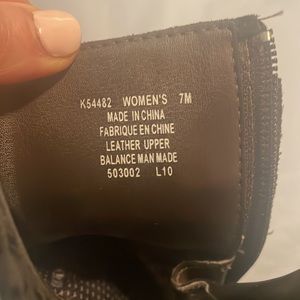 K54482 WOMEN'S 7M
MADE IN CHINA
FABRIQUE EN CHINE
LEATHER UPPER
BALANCE MAN MADE
503002 L10